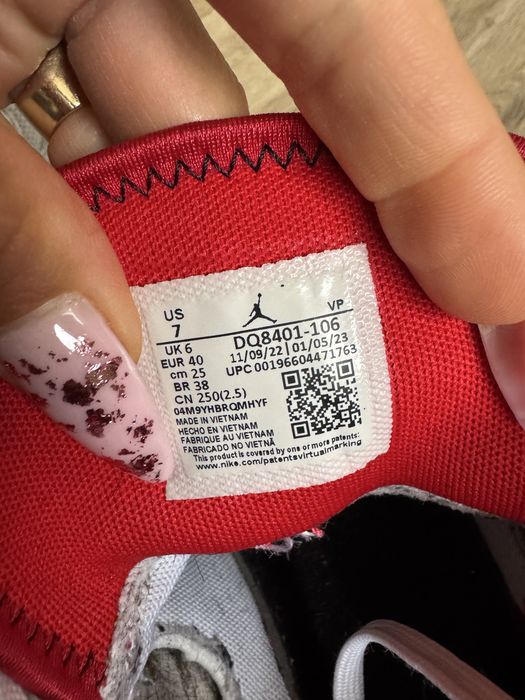 US
7
VP
UK 6
EUR 40
cm 25
BR 38
CN 250(2.5)
DQ8401-106
11/09/22 | 01/05/23
UPC 00196604471763
04M9YHBRQMHYF
MADE IN VIETNAM
HECHO EN VIETNAM
FABRIQUE AU VIETNAM
FABRICADO NO VIETNÃ
This product is covered by one or more patents:
www.nike.com/patentsvirtualmarking